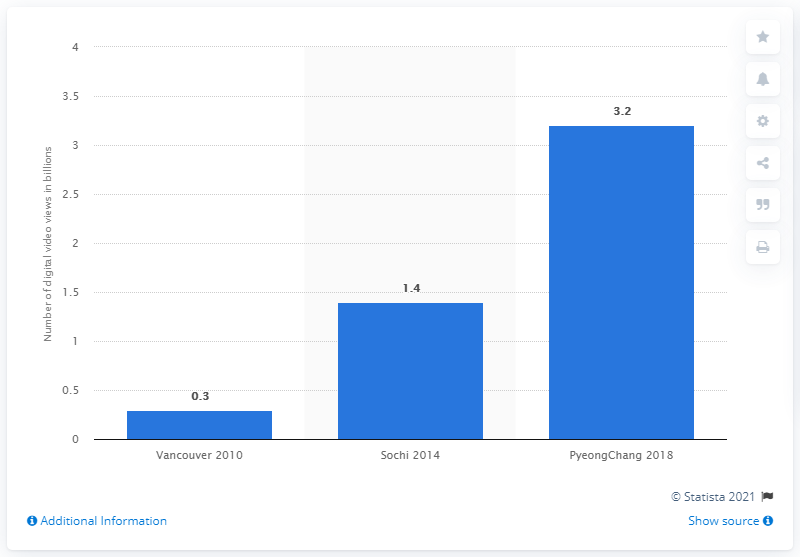 Number of digital video views in billions
4
3.5
3
2.5
2
1.5
1
0.5
0
0.3
1.4
3.2
Vancouver 2010
Sochi 2014
PyeongChang 2018
© Statista 2021
Additional Information
Show source